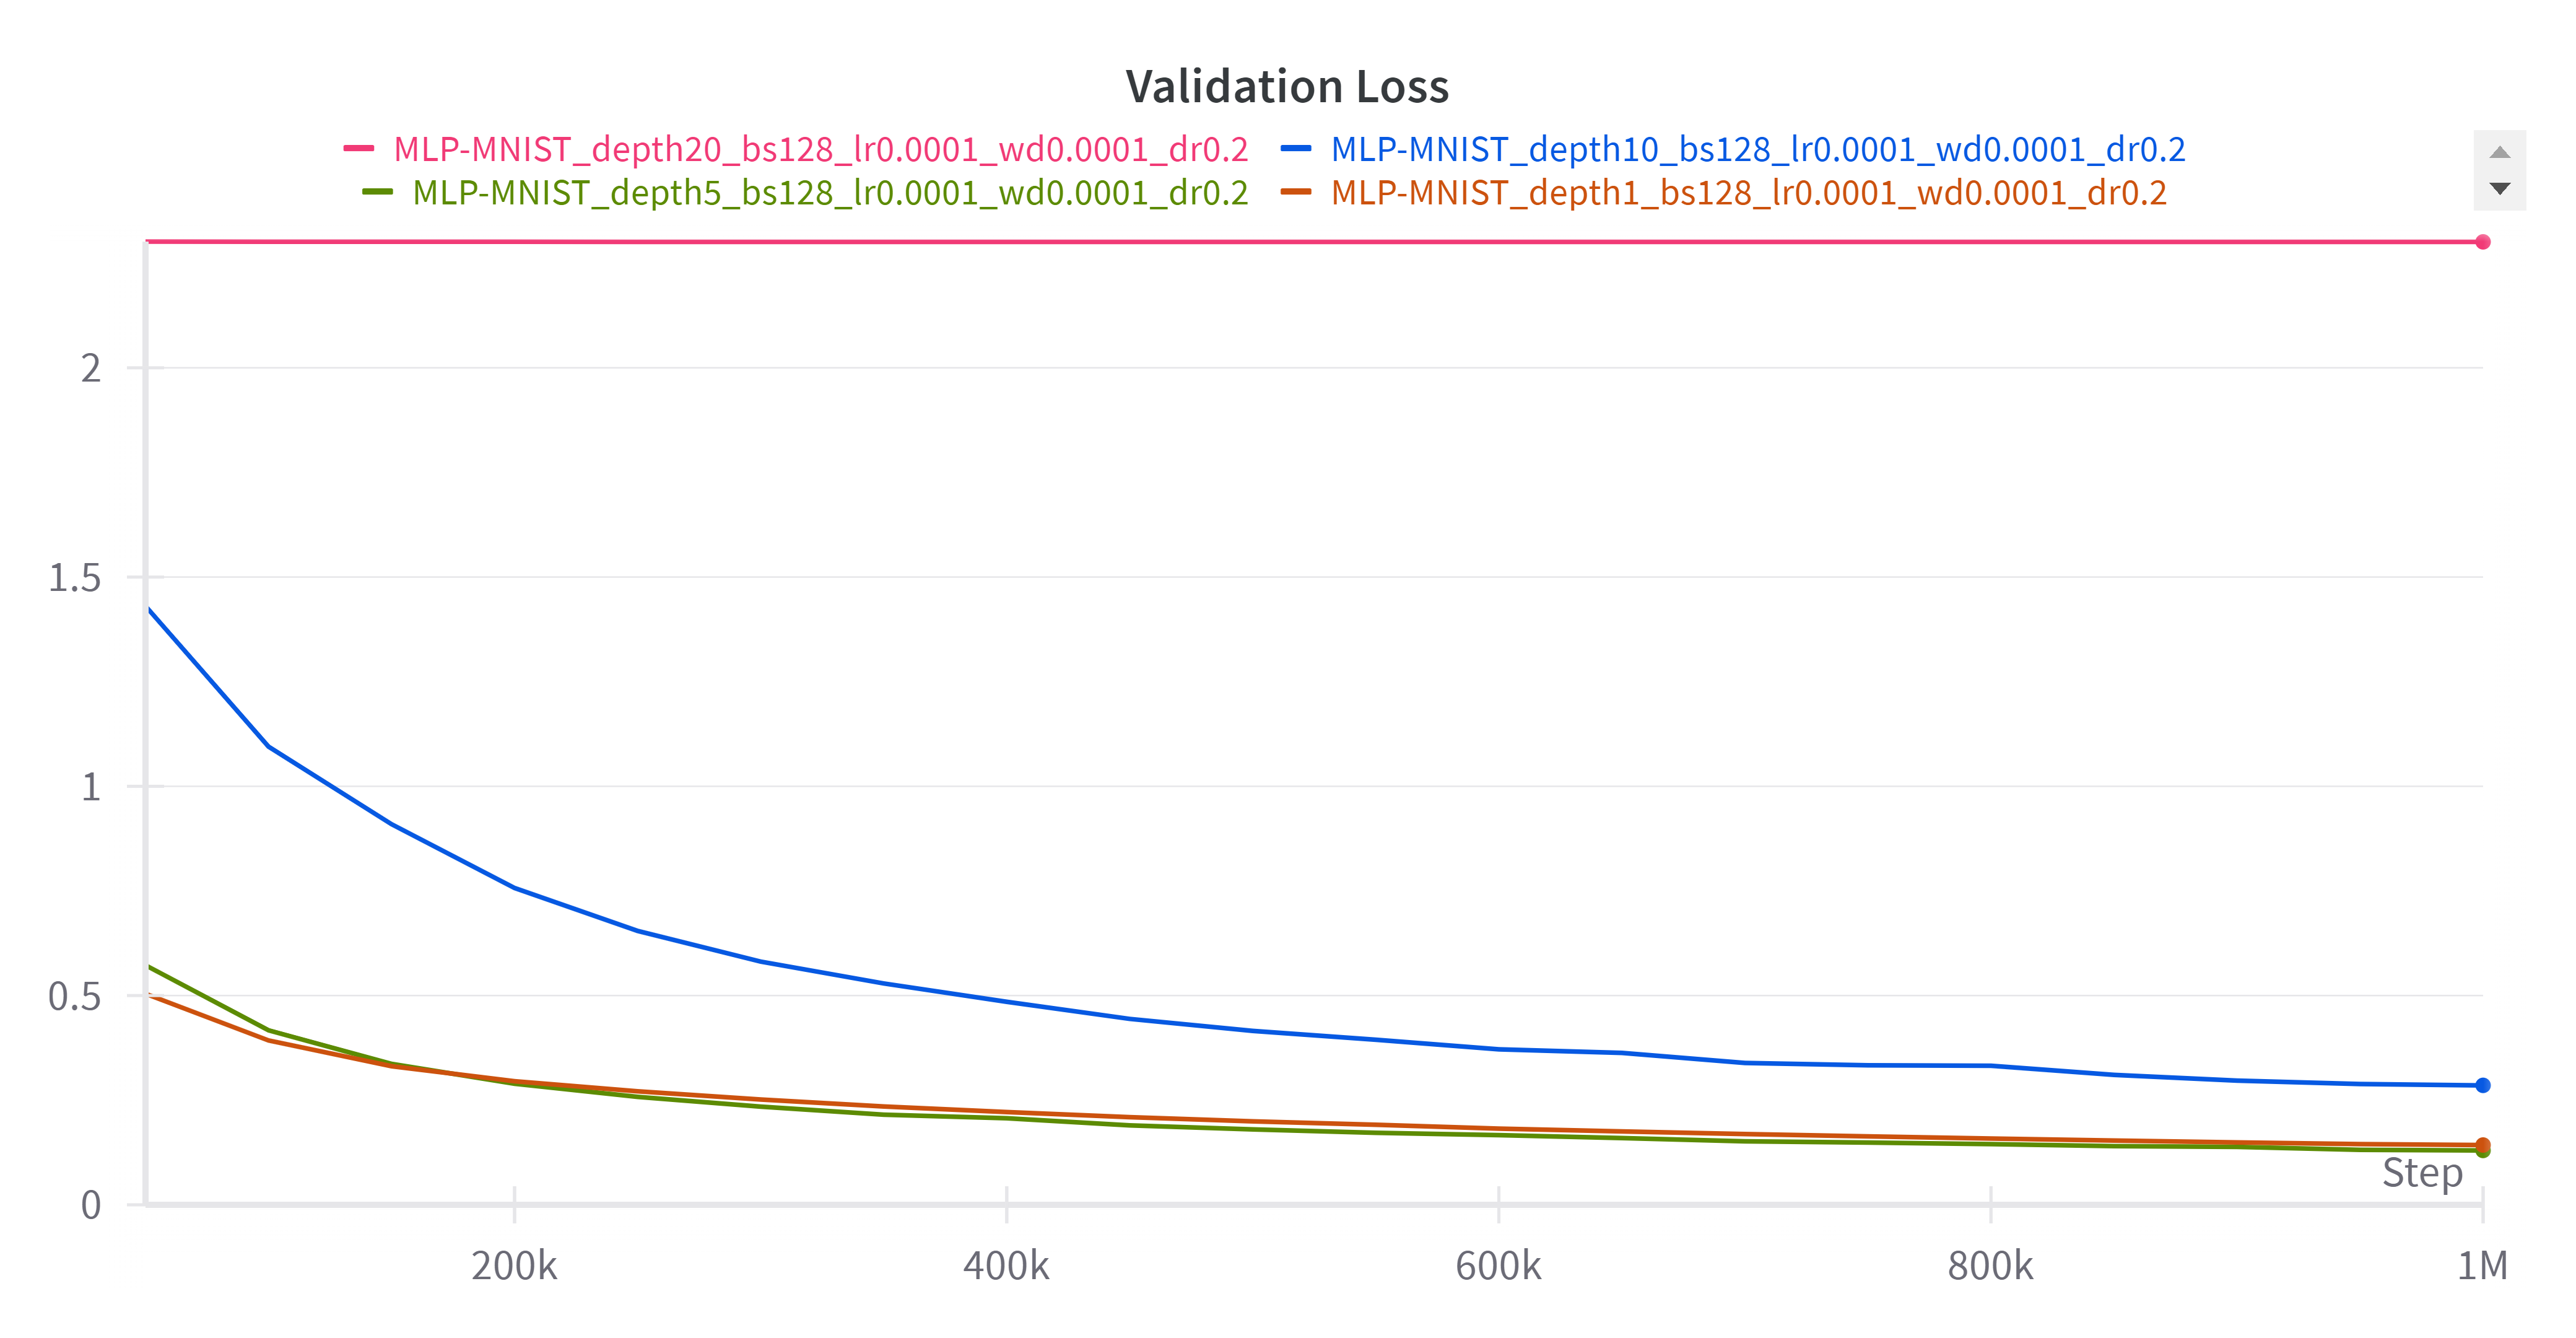 Validation Loss
MLP-MNIST_depth20_bs128_lr0.0001_wd0.0001_dr0.2 MLP-MNIST_depth10_bs128_lr0.0001_wd0.0001_dr0.2
MLP-MNIST_depth5_bs128_lr0.0001_wd0.0001_dr0.2 MLP-MNIST_depth1_bs128_lr0.0001_wd0.0001_dr0.2
2
1.5
1
0.5
0
Step
200k 400k 600k 800k 1M